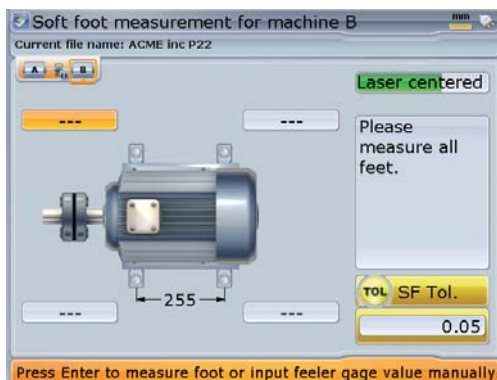 Soft foot measurement for machine B
mm
Current file name: ACME inc P22
A
B
Laser centered
---
---
Please
measure all
feet.
255
---
---
TOL
SF Tol.
0.05
Press Enter to measure foot or input feeler gage value manually